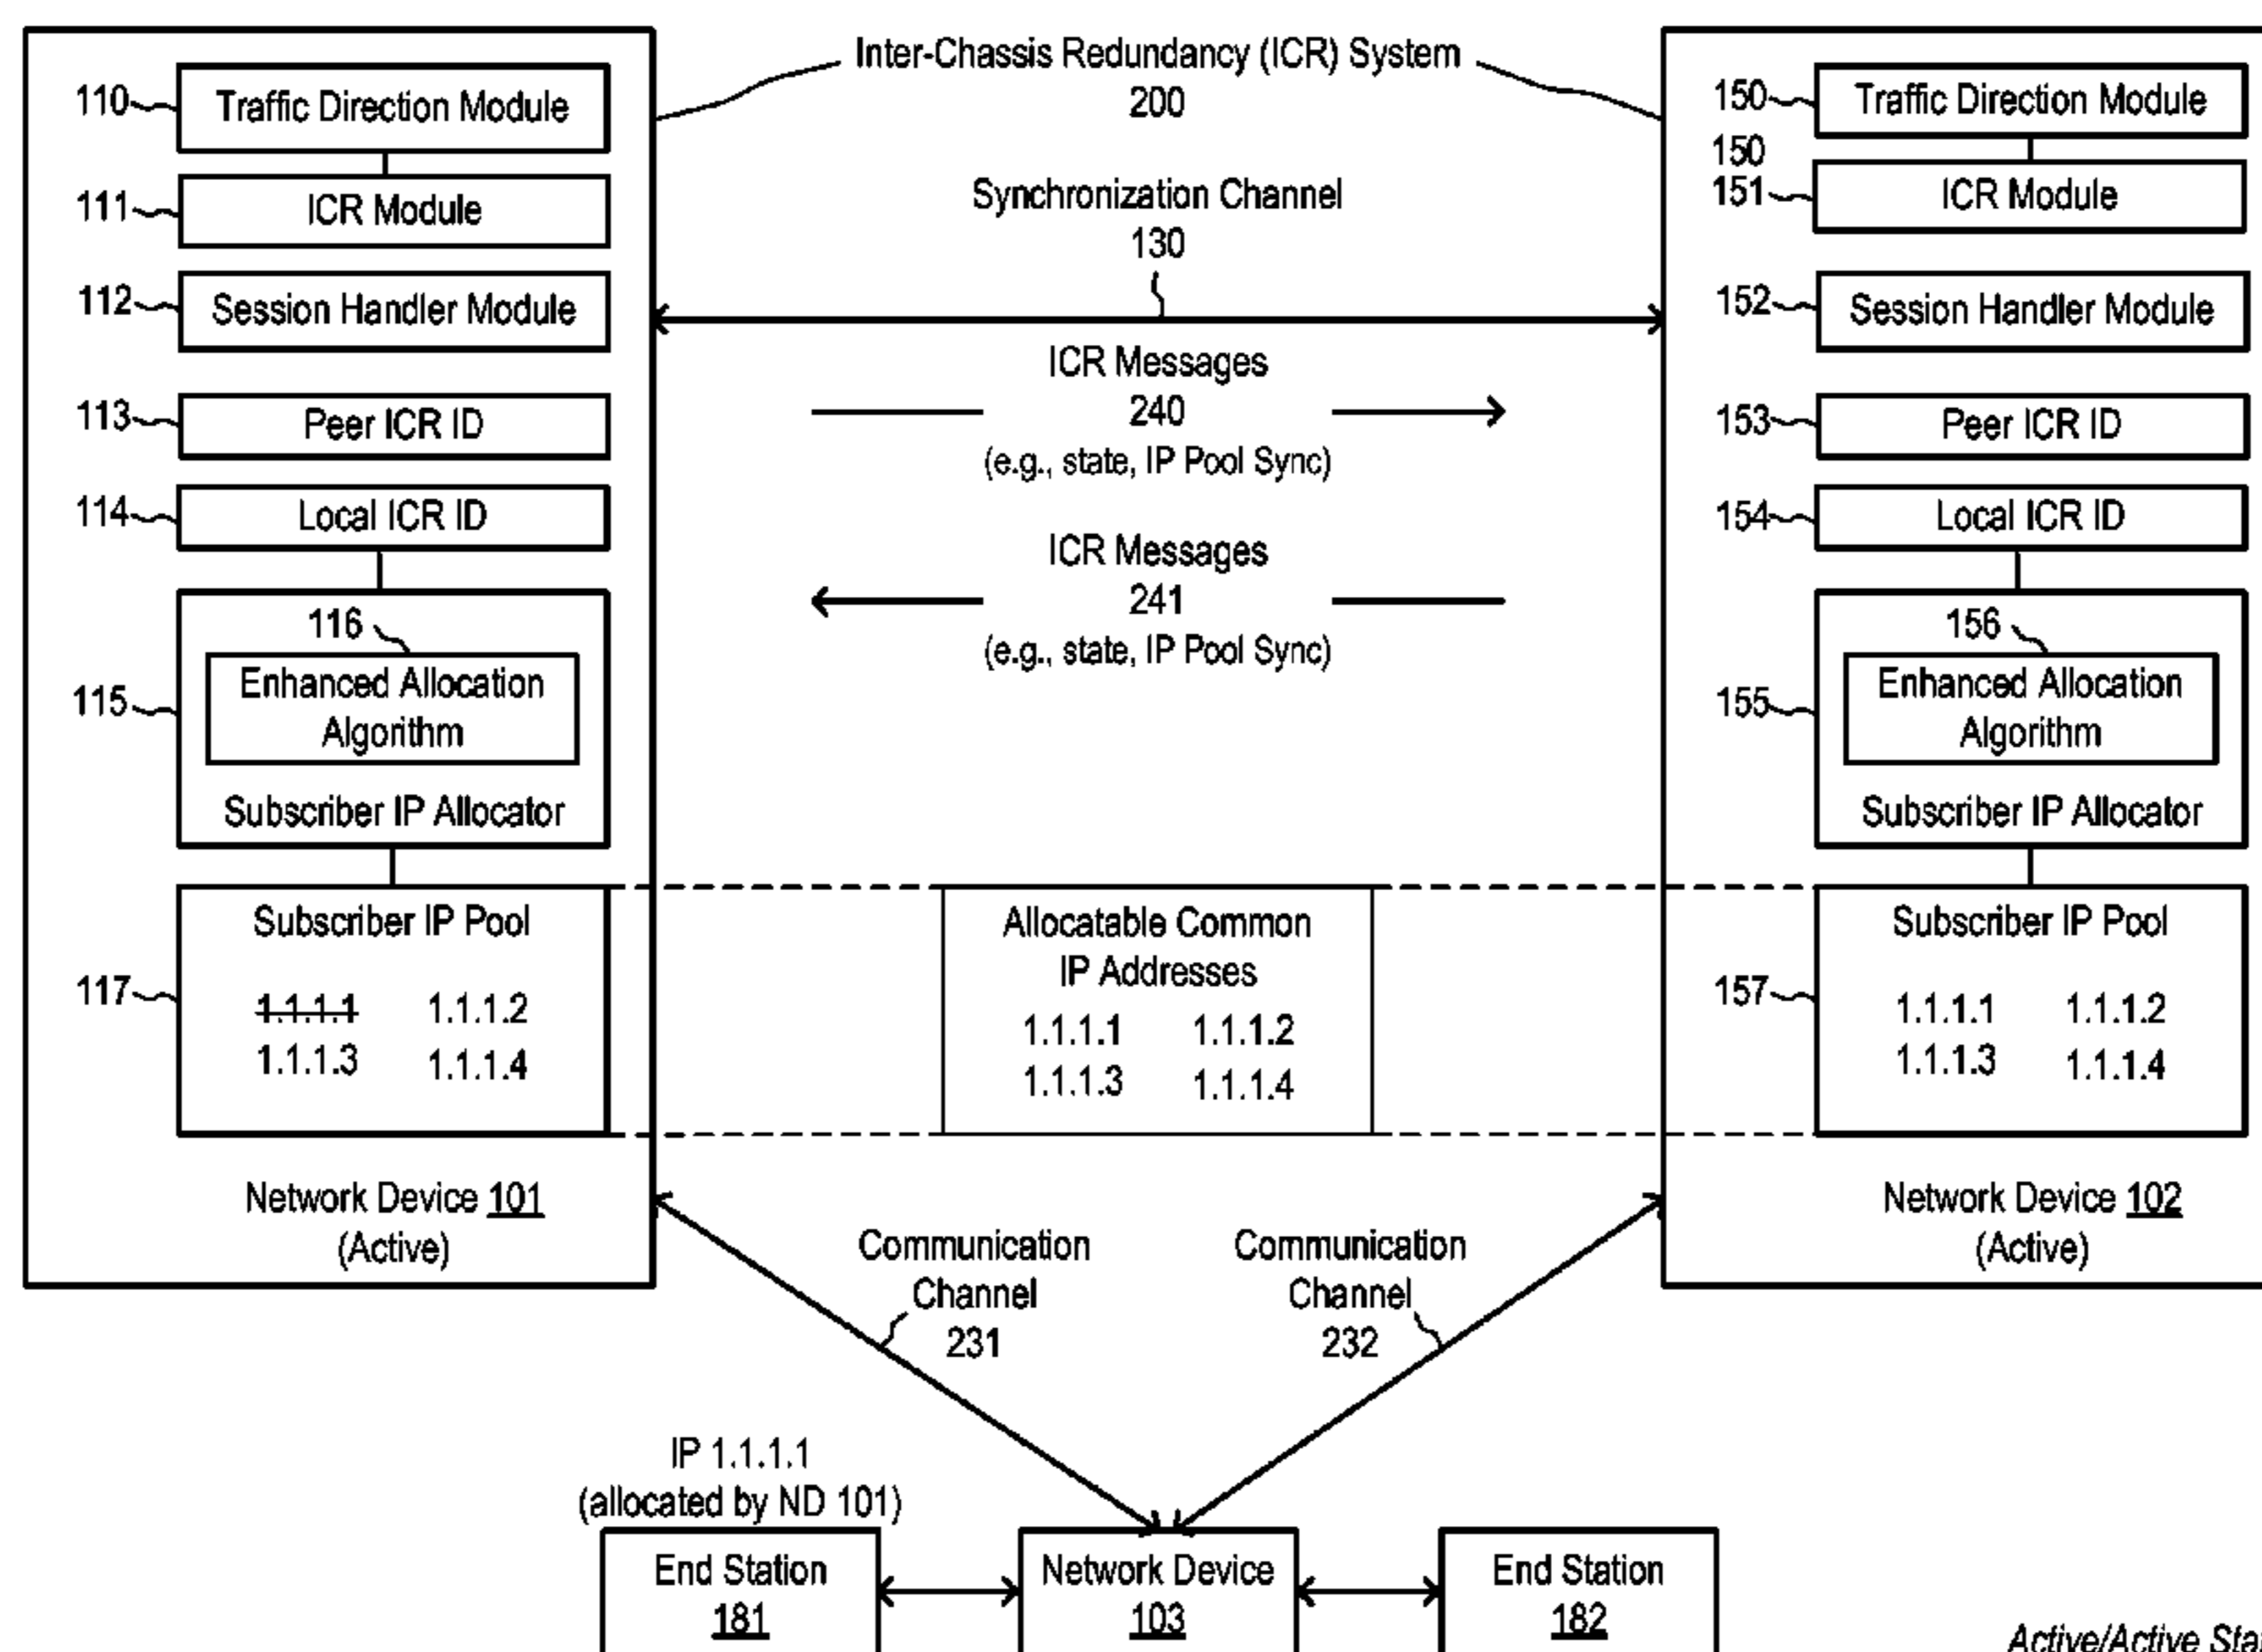 Inter-Chassis Redundancy (ICR) System
200
110
Traffic Direction Module
111
ICR Module
112
Session Handler Module
113
Peer ICR ID
114
Local ICR ID
116
Enhanced Allocation
Algorithm
115
Subscriber IP Allocator
Subscriber IP Pool
117
1.1.1.1 1.1.1.2
1.1.1.3 1.1.1.4
Network Device 101
(Active)
Synchronization Channel
130
ICR Messages
240
(e.g., state, IP Pool Sync)
ICR Messages
241
(e.g., state, IP Pool Sync)
Allocatable Common
IP Addresses
1.1.1.1 1.1.1.2
1.1.1.3 1.1.1.4
150
Traffic Direction Module
150
151
ICR Module
152
Session Handler Module
153
Peer ICR ID
154
Local ICR ID
156
Enhanced Allocation
Algorithm
155
Subscriber IP Allocator
Subscriber IP Pool
157
1.1.1.1 1.1.1.2
1.1.1.3 1.1.1.4
Network Device 102
(Active)
Communication
Channel
231
Communication
Channel
232
IP 1.1.1.1
(allocated by ND 101)
End Station
181
Network Device
103
End Station
182
Active/Active